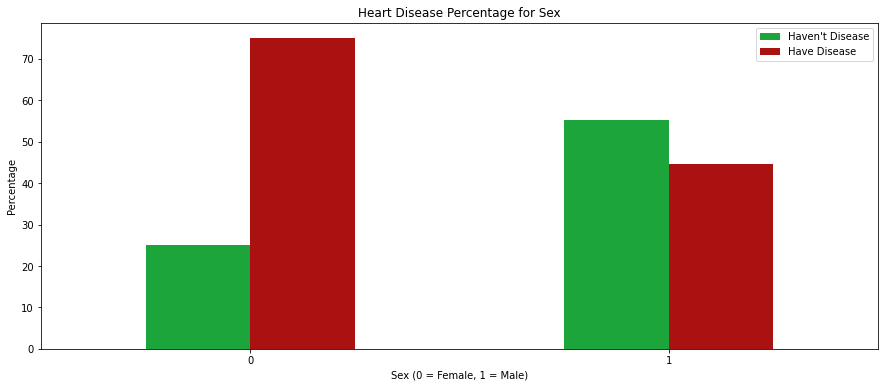 Heart Disease Percentage for Sex
Haven't Disease
Have Disease
Percentage
70
60
50
40
30
20
10
0
0 1
Sex (0 = Female, 1 = Male)